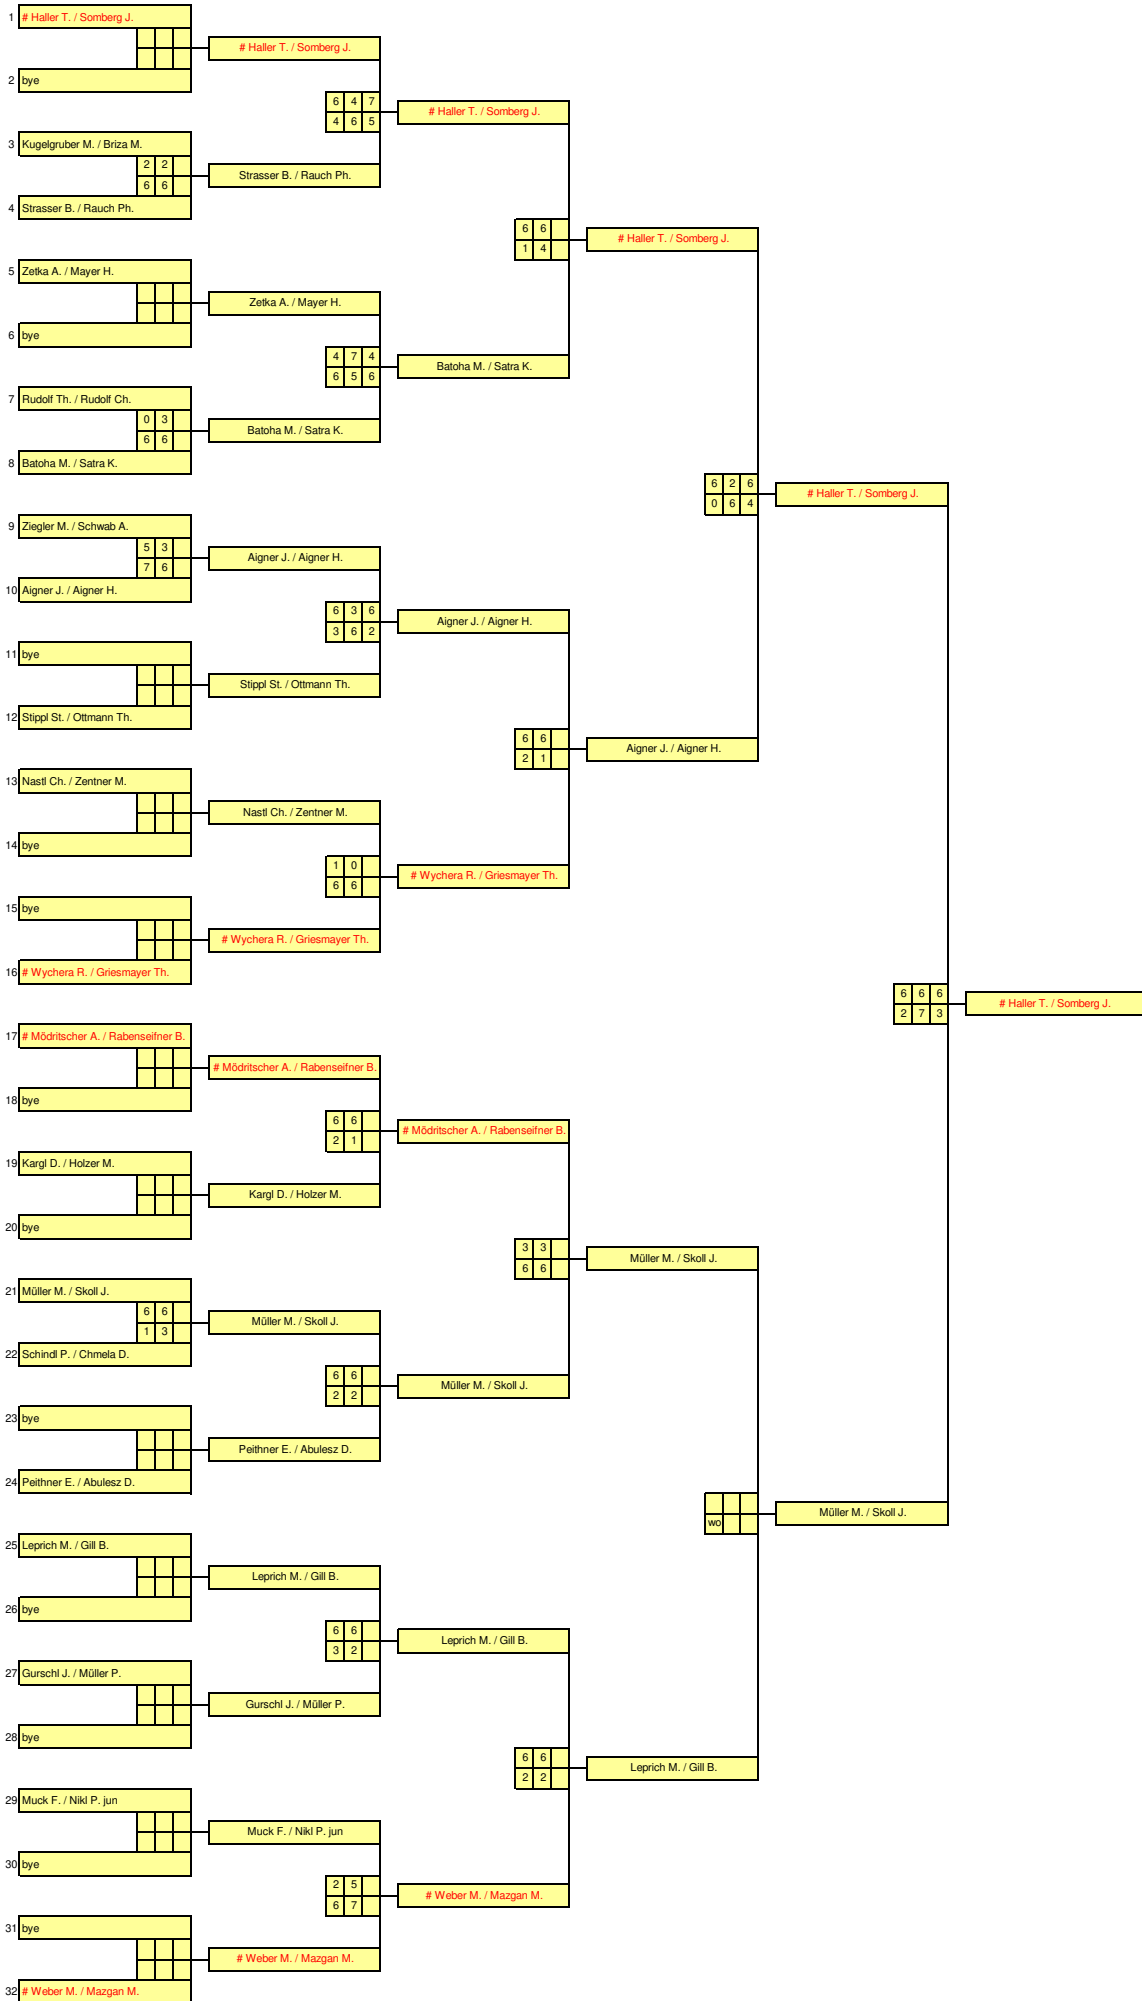 1 # Haller T. / Somberg J.
# Haller T. / Somberg J.
2 bye
6 4 7
4 6 5
# Haller T. / Somberg J.
3 Kugelgruber M. / Briza M.
2 2
6 6
Strasser B. / Rauch Ph.
4 Strasser B. / Rauch Ph.
6 6
1 4
# Haller T. / Somberg J.
5 Zetka A. / Mayer H.
Zetka A. / Mayer H.
6 bye
4 7 4
6 5 6
Batoha M. / Satra K.
7 Rudolf Th. / Rudolf Ch.
0 3
6 6
Batoha M. / Satra K.
8 Batoha M. / Satra K.
6 2 6
0 6 4
# Haller T. / Somberg J.
9 Ziegler M. / Schwab A.
5 3
7 6
Aigner J. / Aigner H.
10 Aigner J. / Aigner H.
6 3 6
3 6 2
Aigner J. / Aigner H.
11 bye
Stippl St. / Ottmann Th.
12 Stippl St. / Ottmann Th.
6 6
2 1
Aigner J. / Aigner H.
13 Nastl Ch. / Zentner M.
Nastl Ch. / Zentner M.
14 bye
1 0
6 6
# Wychera R. / Griesmayer Th.
15 bye
# Wychera R. / Griesmayer Th.
16 # Wychera R. / Griesmayer Th.
6 6 6
2 7 3
# Haller T. / Somberg J.
17 # Mödritscher A. / Rabenseifner B.
# Mödritscher A. / Rabenseifner B.
18 bye
6 6
2 1
# Mödritscher A. / Rabenseifner B.
19 Kargl D. / Holzer M.
Kargl D. / Holzer M.
20 bye
3 3
6 6
Müller M. / Skoll J.
21 Müller M. / Skoll J.
6 6
1 3
Müller M. / Skoll J.
22 Schindl P. / Chmela D.
6 6
2 2
Müller M. / Skoll J.
23 bye
Peithner E. / Abulesz D.
24 Peithner E. / Abulesz D.
wo
Müller M. / Skoll J.
25 Leprich M. / Gill B.
Leprich M. / Gill B.
26 bye
6 6
3 2
Leprich M. / Gill B.
27 Gurschl J. / Müller P.
Gurschl J. / Müller P.
28 bye
6 6
2 2
Leprich M. / Gill B.
29 Muck F. / Nikl P. jun
Muck F. / Nikl P. jun
30 bye
2 5
6 7
# Weber M. / Mazgan M.
31 bye
# Weber M. / Mazgan M.
32 # Weber M. / Mazgan M.